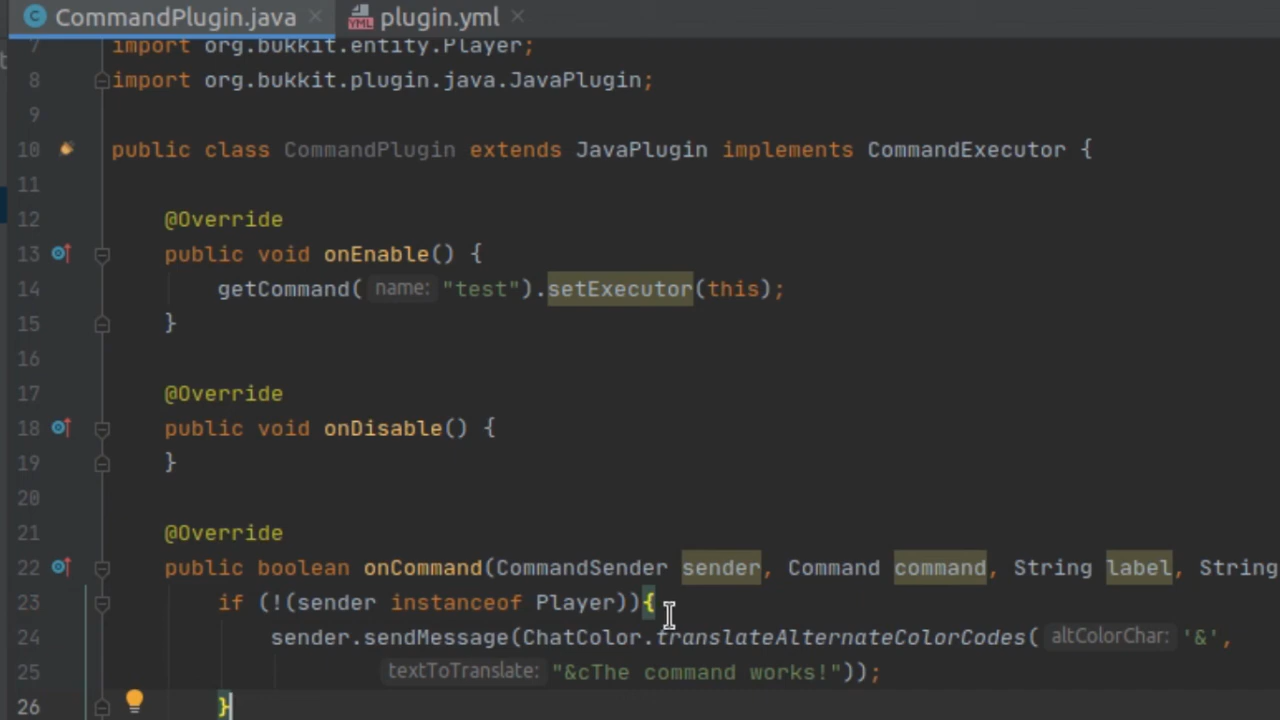 CommandPlugin.java plugin.yml
7 import org.bukkit.entity.Player;
8 import org.bukkit.plugin.java.JavaPlugin;
9
10 public class CommandPlugin extends JavaPlugin implements CommandExecutor {
11
12 @Override
13 public void onEnable() {
14 getCommand( name: "test").setExecutor(this);
15 }
16
17 @Override
18 public void onDisable() {
19 }
20
21 @Override
22 public boolean onCommand(CommandSender sender, Command command, String label, String
23 if (!(sender instanceof Player)){
24 sender.sendMessage(ChatColor.translateAlternateColorCodes( altColorChar: '&',
25 textToTranslate: "&cThe command works!"));
26 }